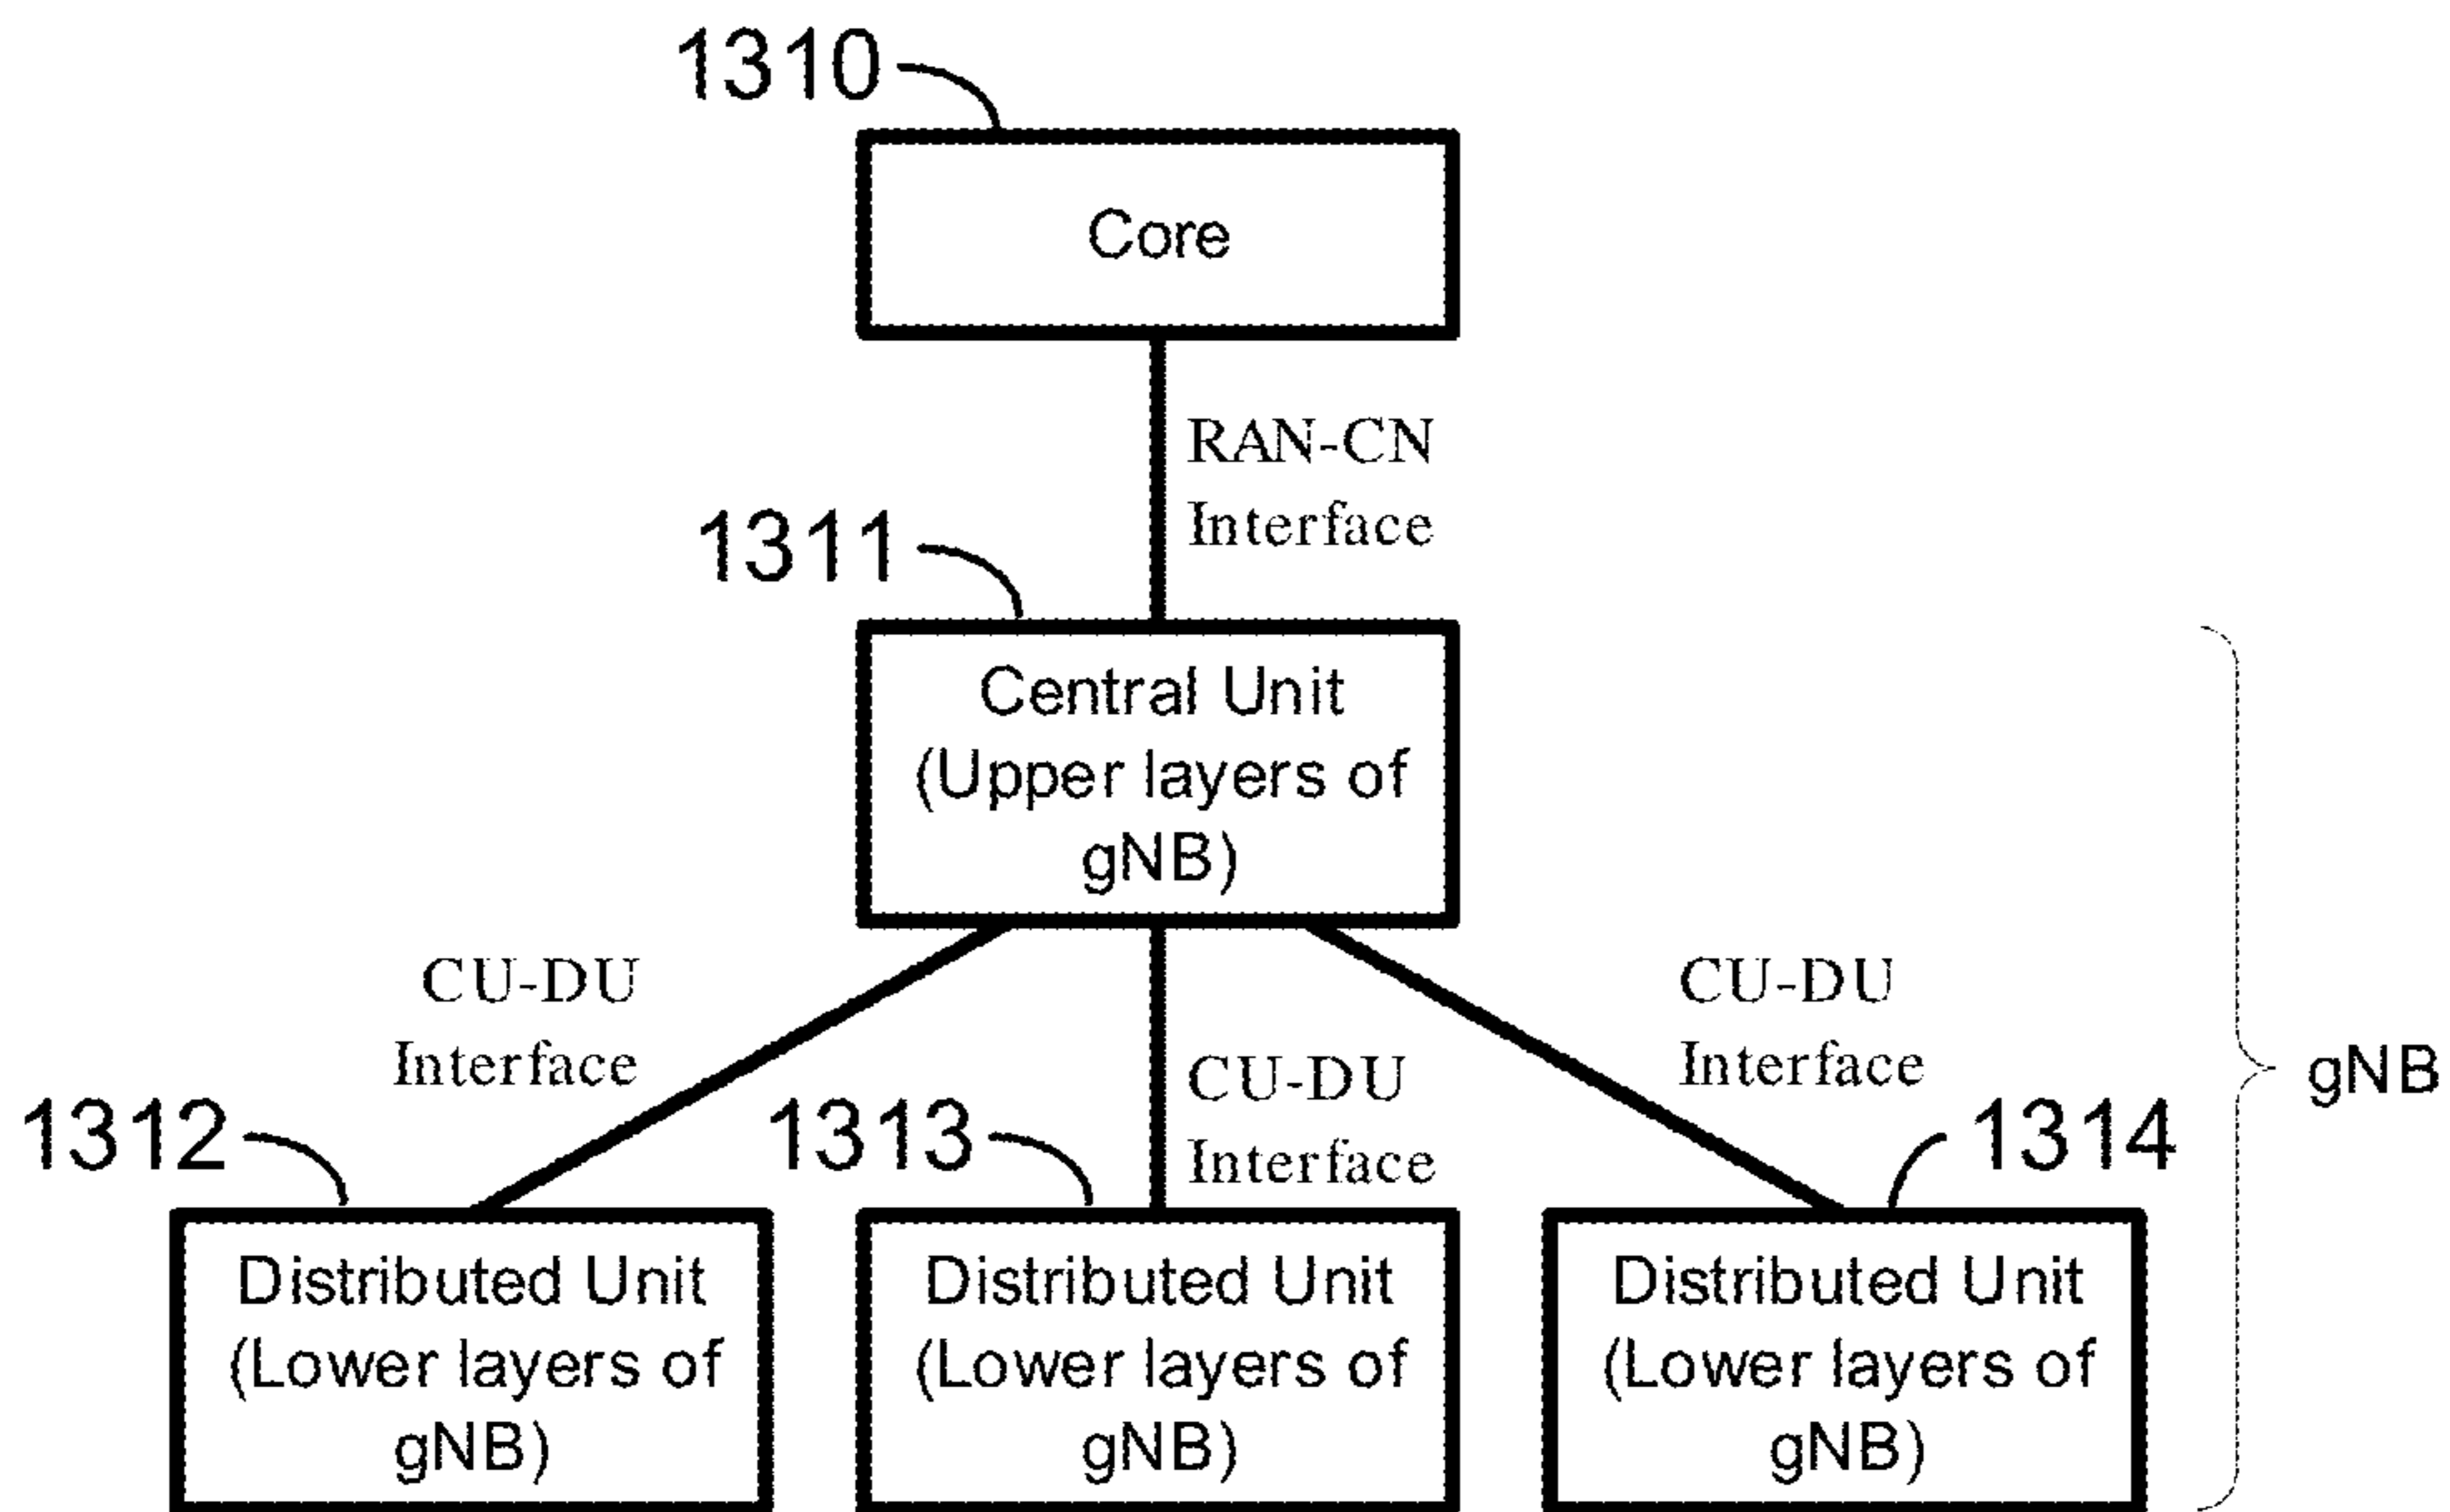 1310
Core
RAN-CN
Interface
1311
Central Unit
(Upper layers of
gNB)
CU-DU
Interface
CU-DU
Interface
CU-DU
Interface
gNB
1312
1313
1314
Distributed Unit
(Lower layers of
gNB)
Distributed Unit
(Lower layers of
gNB)
Distributed Unit
(Lower layers of
gNB)